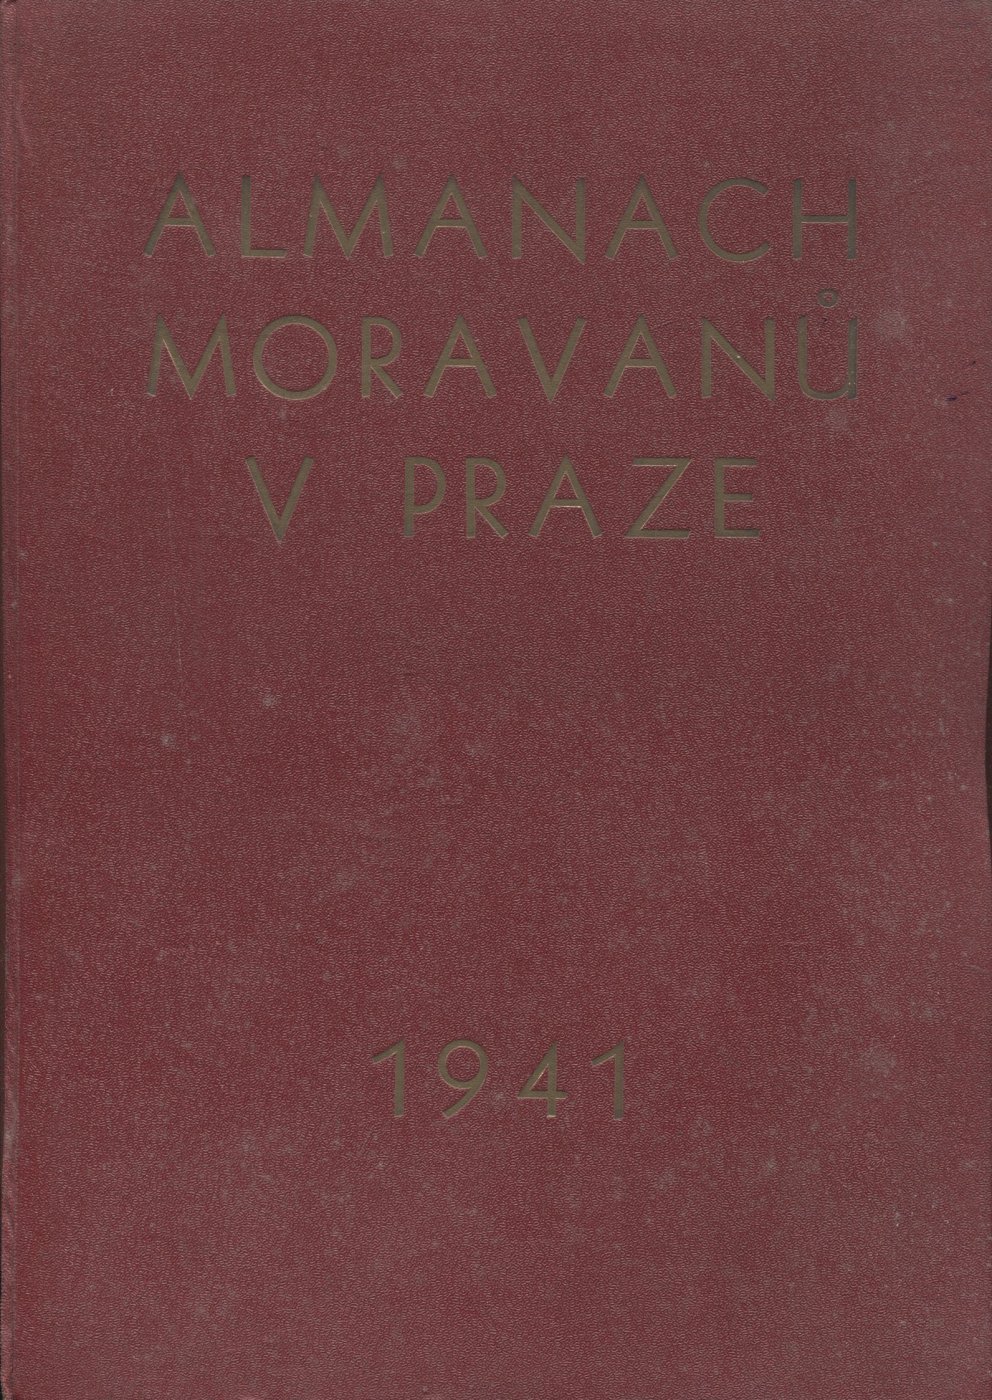 ALMANACH
MORAVANŮ
V PRAZE
1941